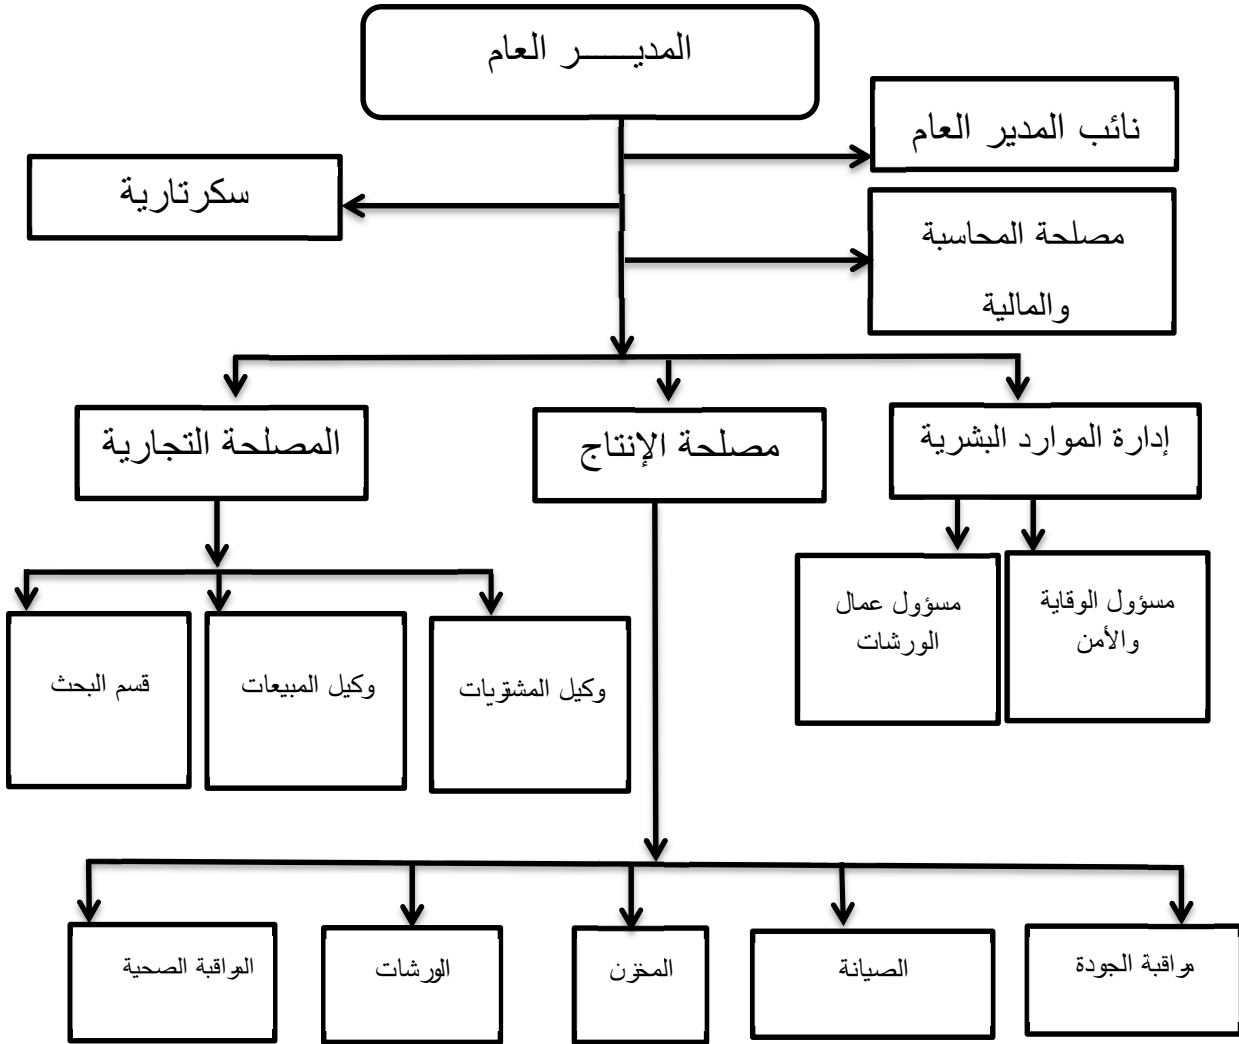 المديـــــــر العام
نائب المدير العام
سكرتارية
مصلحة المحاسبة
والمالية
إدارة الموارد البشرية
مصلحة الإنتاج
المصلحة التجارية
مسؤول الوقاية
والأمن
مسؤول عمال
الورشات
وكيل المشتريات
وكيل المبيعات
قسم البحث
مراقبة الجودة
الصيانة
المخزن
الورشات
المراقبة الصحية